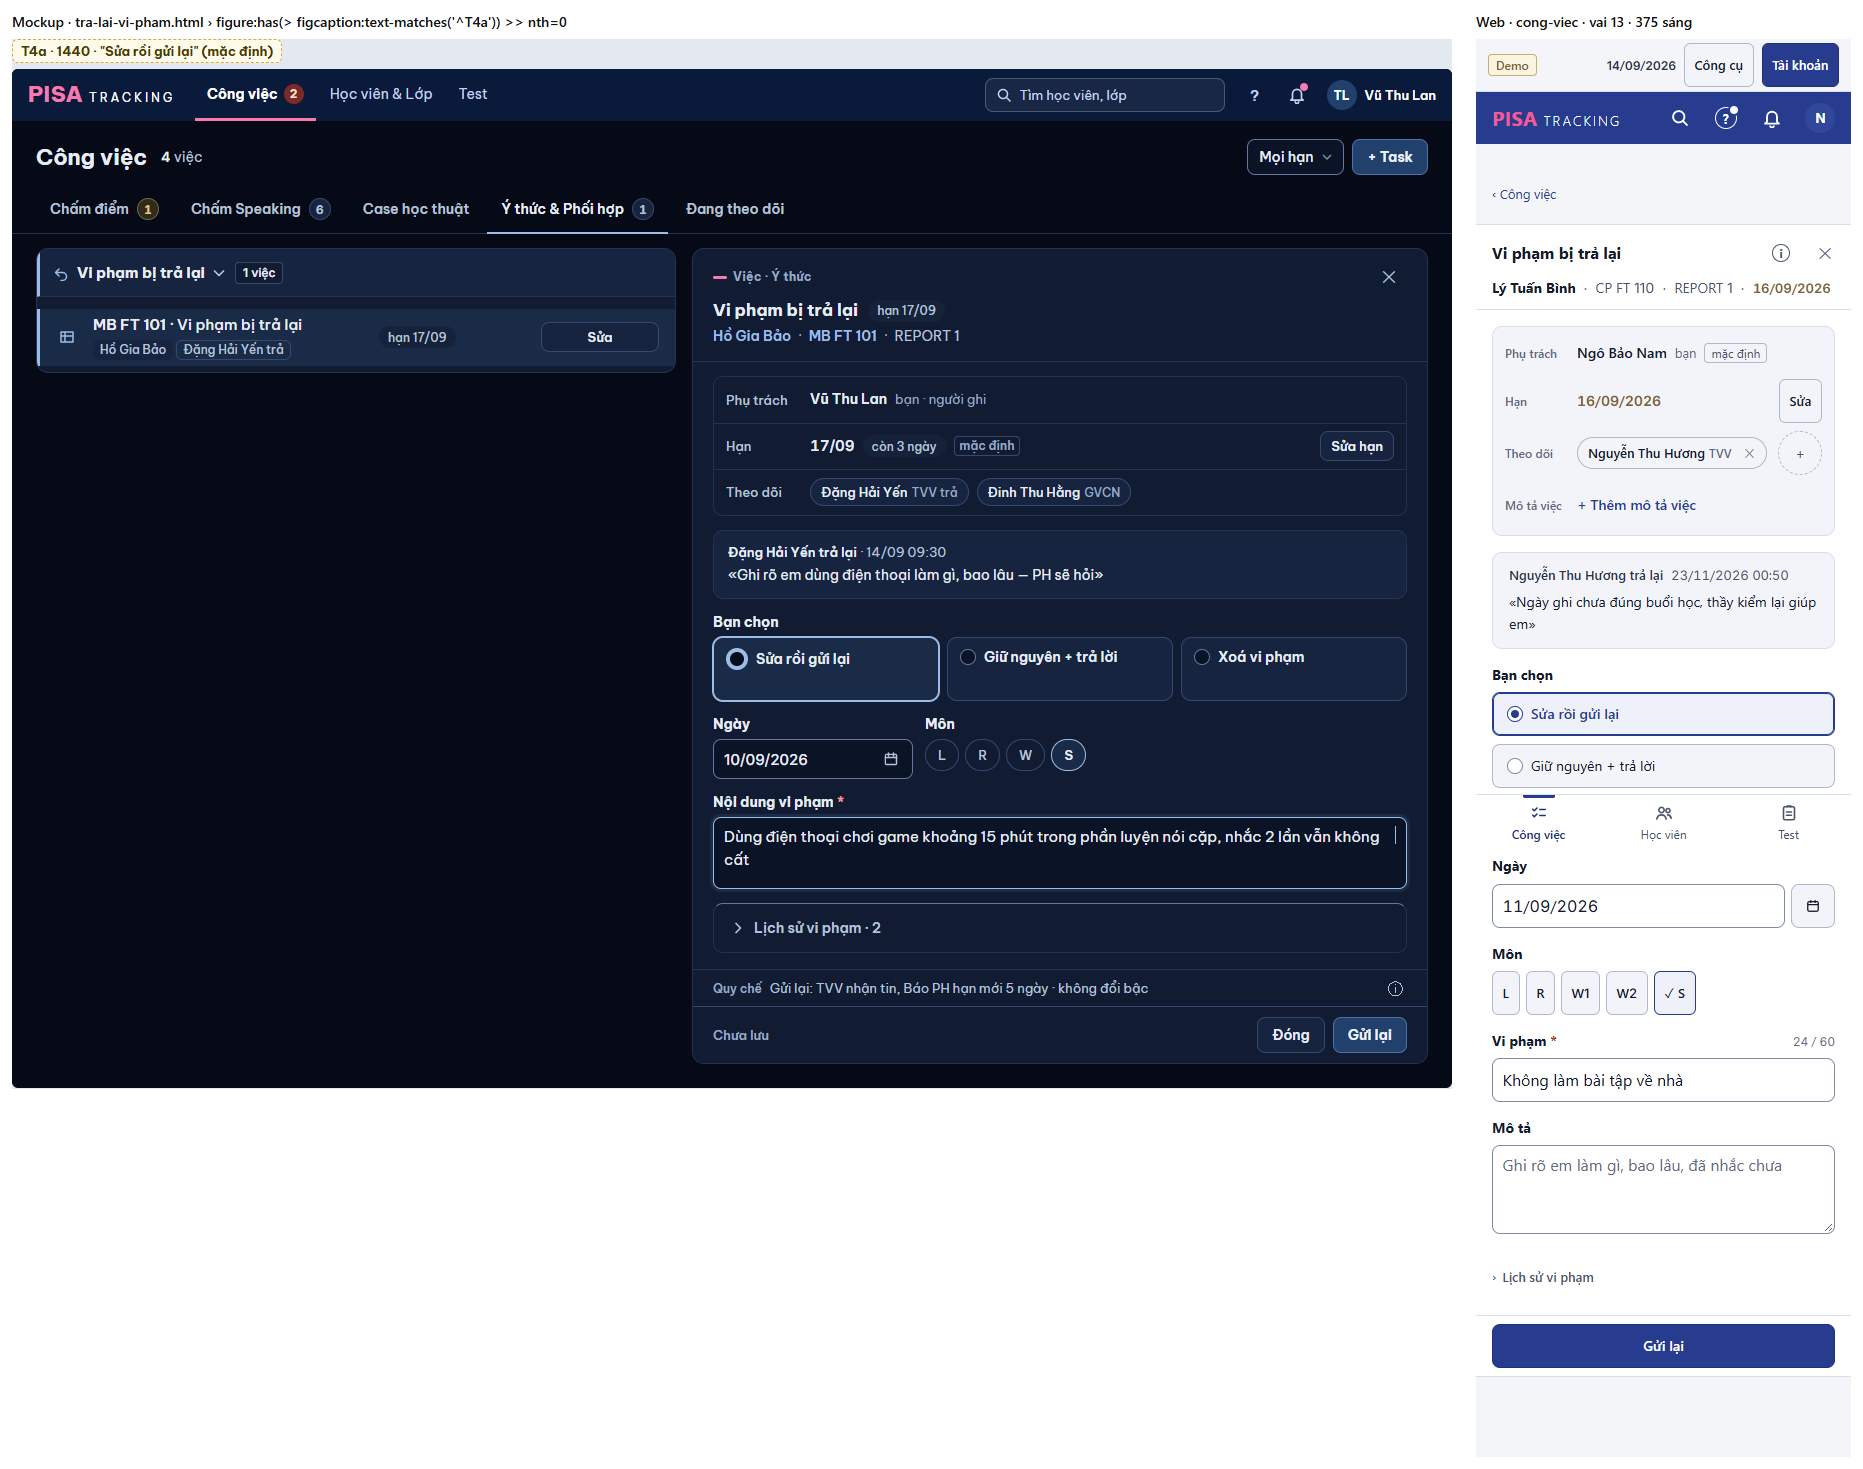 Mockup · tra-lai-vi-pham.html › figure:has(> figcaption:text-matches('^T4a')) >> nth=0
T4a · 1440 · "Sửa rồi gửi lại" (mặc định)
PISA TRACKING
Công việc 2
Học viên & Lớp
Test
Tìm học viên, lớp
?
TL Vũ Thu Lan
Công việc 4 việc
Mọi hạn
+ Task
Chấm điểm 1
Chấm Speaking 6
Case học thuật
Ý thức & Phối hợp 1
Đang theo dõi
Vi phạm bị trả lại 1 việc
MB FT 101 · Vi phạm bị trả lại
Hồ Gia Bảo Đặng Hải Yến trả
hạn 17/09
Sửa
Việc · Ý thức
Vi phạm bị trả lại hạn 17/09
Hồ Gia Bảo · MB FT 101 · REPORT 1
Phụ trách Vũ Thu Lan bạn · người ghi
Hạn 17/09 còn 3 ngày mặc định Sửa hạn
Theo dõi Đặng Hải Yến TVV trả Đinh Thu Hằng GVCN
Đặng Hải Yến trả lại · 14/09 09:30
«Ghi rõ em dùng điện thoại làm gì, bao lâu — PH sẽ hỏi»
Bạn chọn
Sửa rồi gửi lại
Giữ nguyên + trả lời
Xoá vi phạm
Ngày
Môn
10/09/2026
L R W S
Nội dung vi phạm *
Dùng điện thoại chơi game khoảng 15 phút trong phần luyện nói cặp, nhắc 2 lần vẫn không
cất
Lịch sử vi phạm · 2
Quy chế Gửi lại: TVV nhận tin, Báo PH hạn mới 5 ngày · không đổi bậc
Chưa lưu
Đóng
Gửi lại
Web · cong-viec · vai 13 · 375 sáng
Demo
14/09/2026
Công cụ
Tài khoản
PISA TRACKING
?
N
‹ Công việc
Vi phạm bị trả lại
Lý Tuấn Bình · CP FT 110 · REPORT 1 · 16/09/2026
Phụ trách Ngô Bảo Nam bạn mặc định
Hạn 16/09/2026 Sửa
Theo dõi Nguyễn Thu Hương TVV +
Mô tả việc + Thêm mô tả việc
Nguyễn Thu Hương trả lại 23/11/2026 00:50
«Ngày ghi chưa đúng buổi học, thầy kiểm lại giúp
em»
Bạn chọn
Sửa rồi gửi lại
Giữ nguyên + trả lời
Công việc
Học viên
Test
Ngày
11/09/2026
Môn
L R W1 W2 ✓ S
Vi phạm * 24 / 60
Không làm bài tập về nhà
Mô tả
Ghi rõ em làm gì, bao lâu, đã nhắc chưa
› Lịch sử vi phạm
Gửi lại